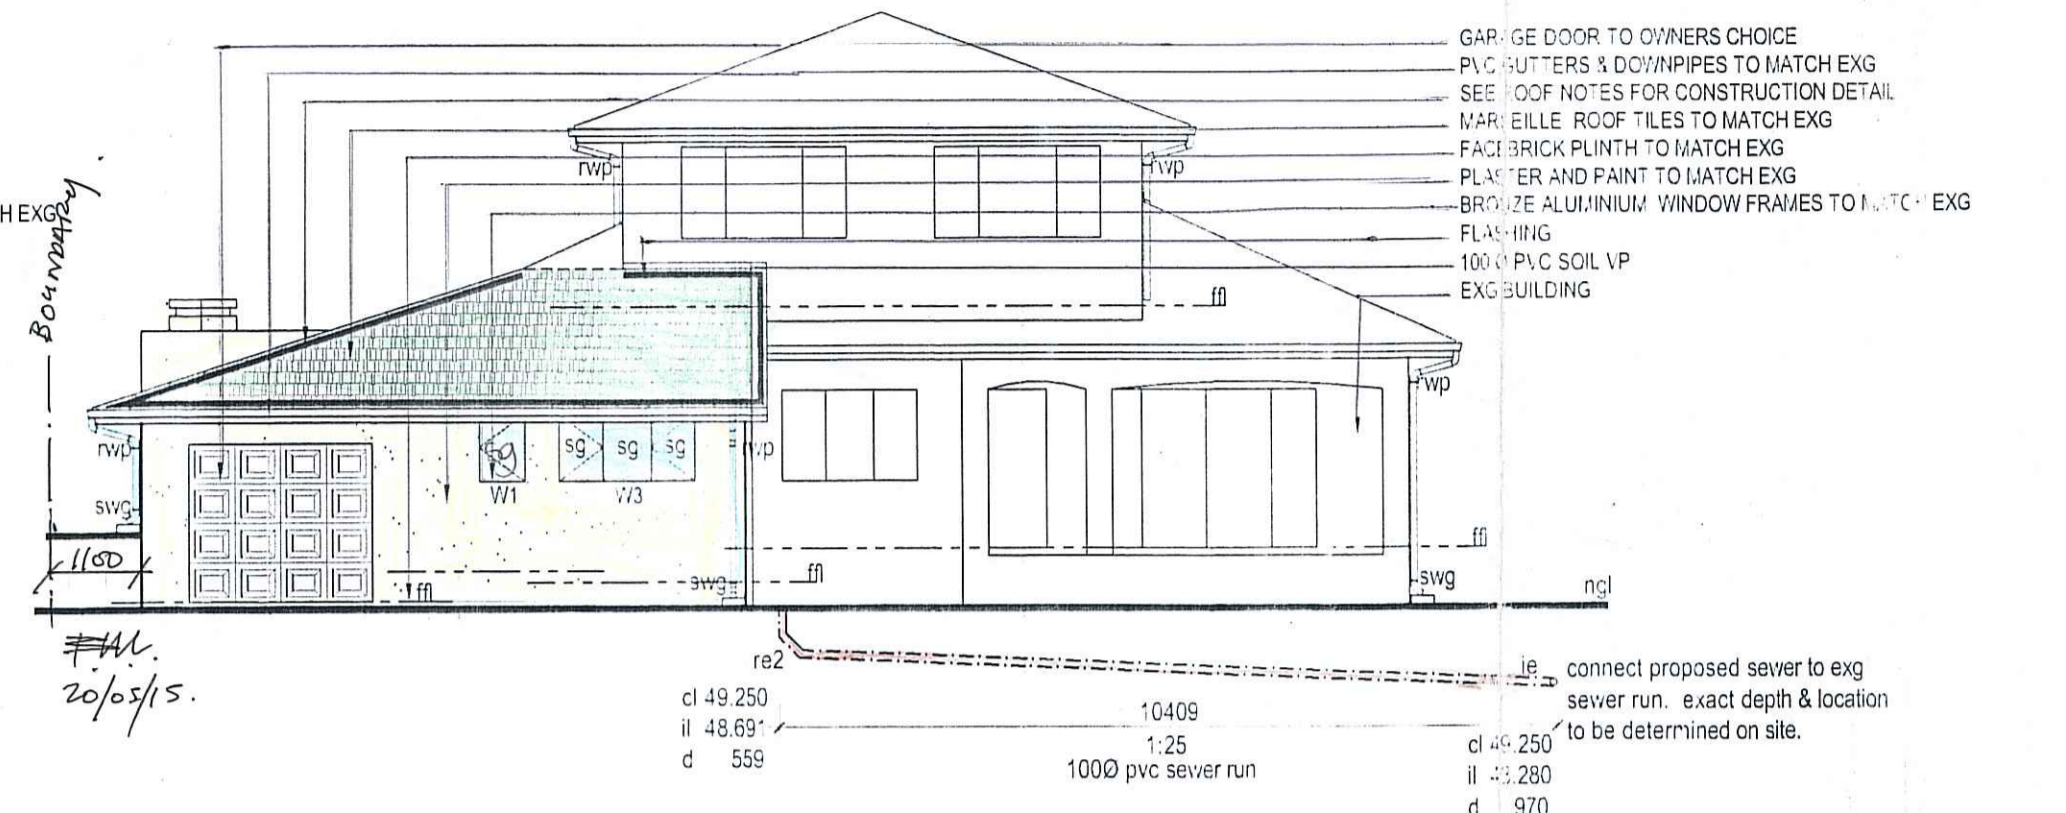 GARAGE DOOR TO OWNERS CHOICE
PVC GUTTERS & DOWNPIPES TO MATCH EXG
SEE ROOF NOTES FOR CONSTRUCTION DETAIL
MARSEILLE ROOF TILES TO MATCH EXG
FACEBRICK PLINTH TO MATCH EXG
PLASTER AND PAINT TO MATCH EXG
BRONZE ALUMINIUM WINDOW FRAMES TO MATCH EXG
FLASHING
100 Ø PVC SOIL VP
EXG BUILDING
H EXG
BOUNDARY
rwp
rwp
ffl
rwp
rwp
rwp
sg
sg
sg
sg
W1
W3
swg
1100
ffl
swg
ffl
ffl
swg
ngl
20/05/15.
re2
ie
connect proposed sewer to exg
sewer run. exact depth & location
to be determined on site.
cl 49.250
il 48.691
d 559
10409
1:25
100Ø pvc sewer run
cl 49.250
il 48.280
d 970